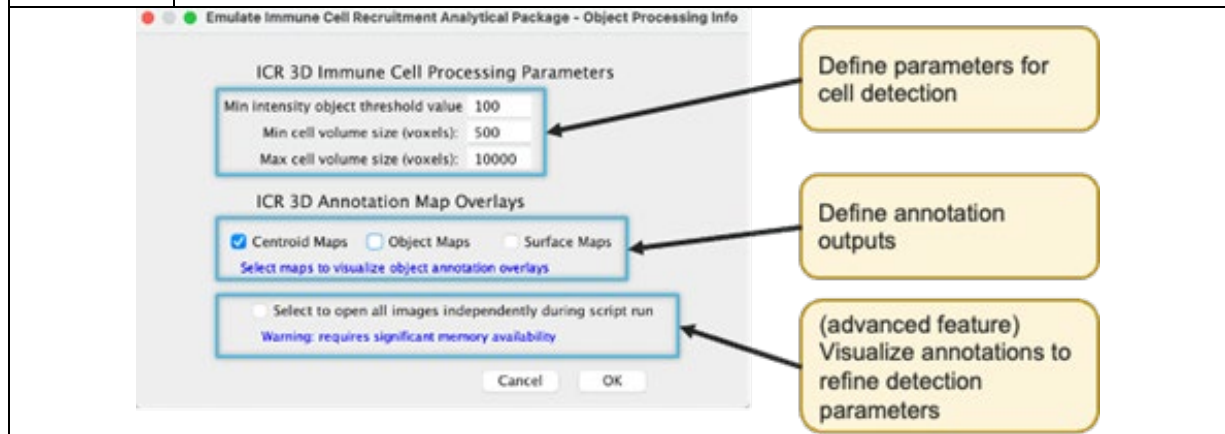 Emulate Immune Cell Recruitment Analytical Package - Object Processing Info
ICR 3D Immune Cell Processing Parameters
Min intensity object threshold value 100
Min cell volume size (voxels): 500
Max cell volume size (voxels): 10000
Define parameters for
cell detection
ICR 3D Annotation Map Overlays
Centroid Maps Object Maps Surface Maps
Select maps to visualize object annotation overlays
Define annotation
outputs
Select to open all images independently during script run
Warning: requires significant memory availability
Cancel OK
(advanced feature)
Visualize annotations to
refine detection
parameters